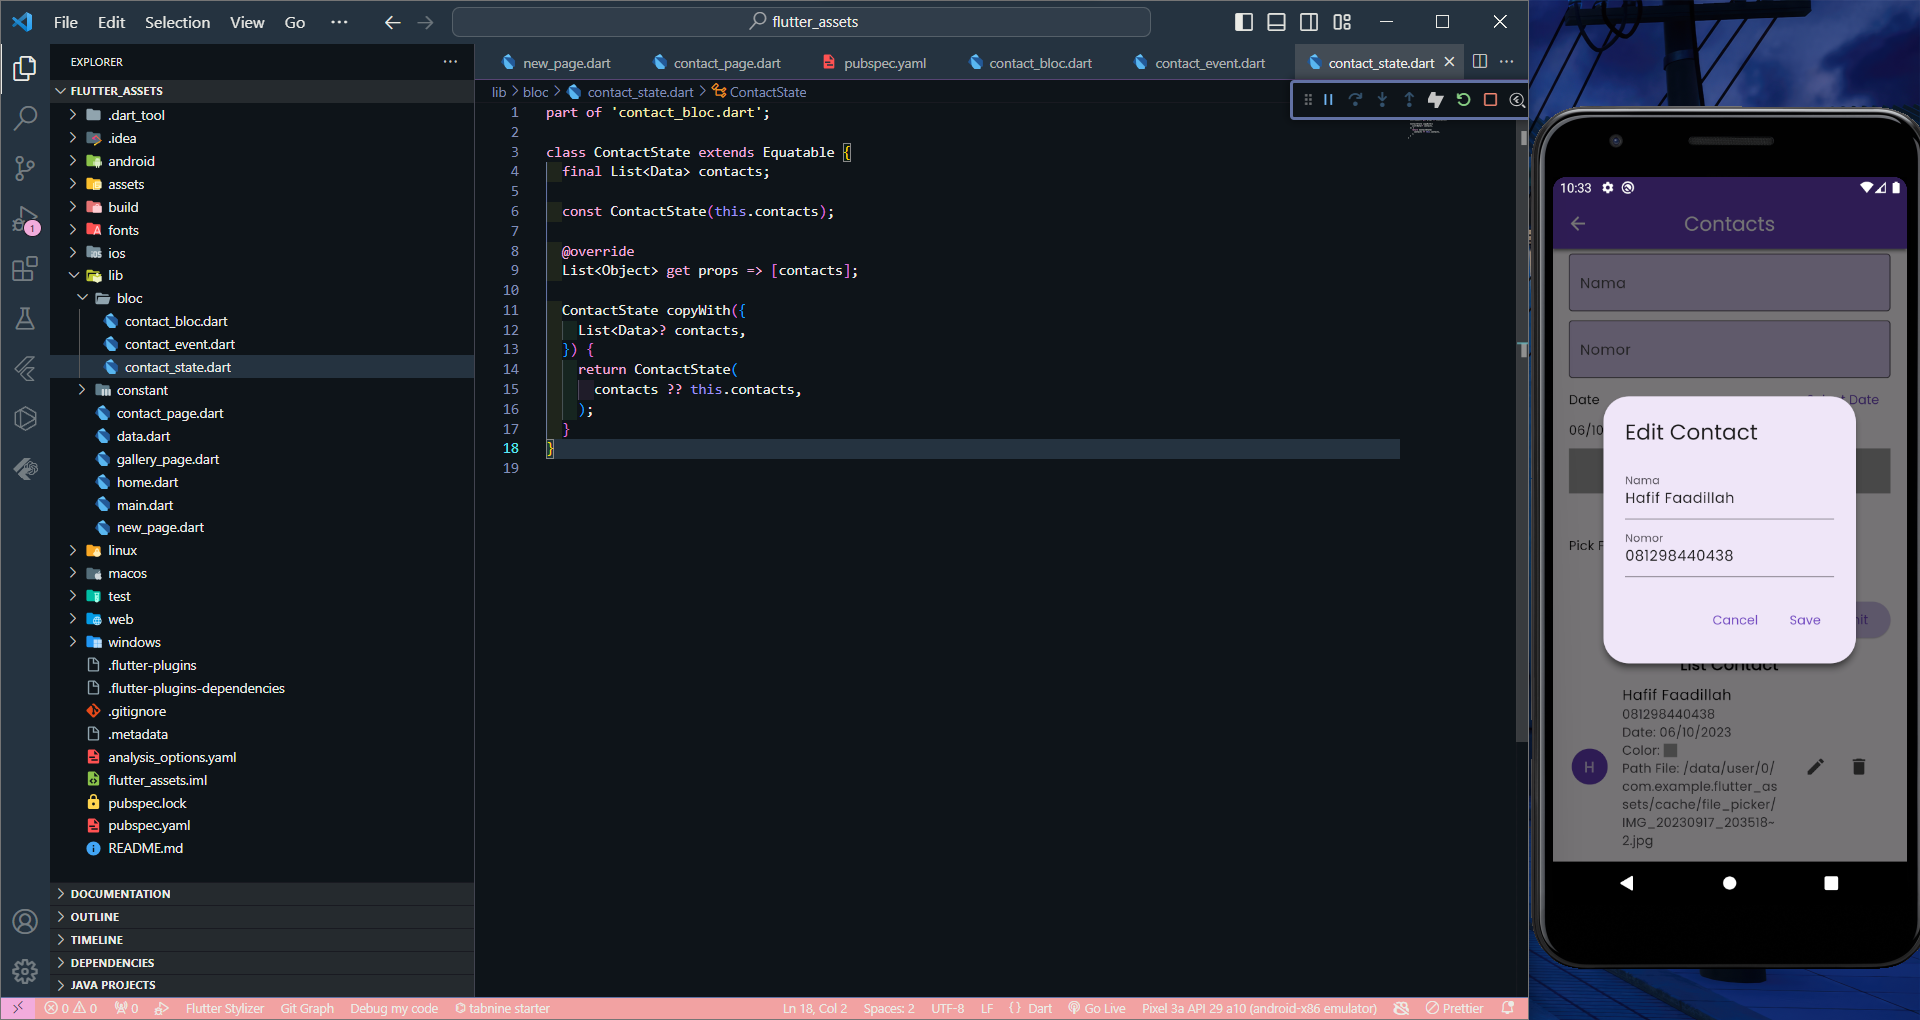 File Edit Selection View Go ··· flutter_assets
EXPLORER ···
FLUTTER_ASSETS
.dart_tool
.idea
android
assets
build
fonts
ios
lib
bloc
contact_bloc.dart
contact_event.dart
contact_state.dart
constant
contact_page.dart
data.dart
gallery_page.dart
home.dart
main.dart
new_page.dart
linux
macos
test
web
windows
.flutter-plugins
.flutter-plugins-dependencies
.gitignore
.metadata
analysis_options.yaml
flutter_assets.iml
pubspec.lock
pubspec.yaml
README.md
DOCUMENTATION
OUTLINE
TIMELINE
DEPENDENCIES
JAVA PROJECTS
1
new_page.dart contact_page.dart pubspec.yaml contact_bloc.dart contact_event.dart contact_state.dart
lib > bloc > contact_state.dart > ContactState
1 part of 'contact_bloc.dart';
2
3 class ContactState extends Equatable {
4 final List<Data> contacts;
5
6 const ContactState(this.contacts);
7
8 @override
9 List<Object> get props => [contacts];
10
11 ContactState copyWith({
12 List<Data>? contacts,
13 }) {
14 return ContactState(
15 contacts ?? this.contacts,
16 );
17 }
18 }
19
0 0 0 Flutter Stylizer Git Graph Debug my code tabnine starter Ln 18, Col 2 Spaces: 2 UTF-8 LF {} Dart Go Live Pixel 3a API 29 a10 (android-x86 emulator) Prettier
10:33
Contacts
Nama
Nomor
Date
06/10
Edit Contact
Nama
Hafif Faadillah
Nomor
081298440438
Cancel Save
Pick F
List Contact
Hafif Faadillah
081298440438
Date: 06/10/2023
Color:
H
Path File: /data/user/0/
com.example.flutter_as
sets/cache/file_picker/
IMG_20230917_203518~
2.jpg